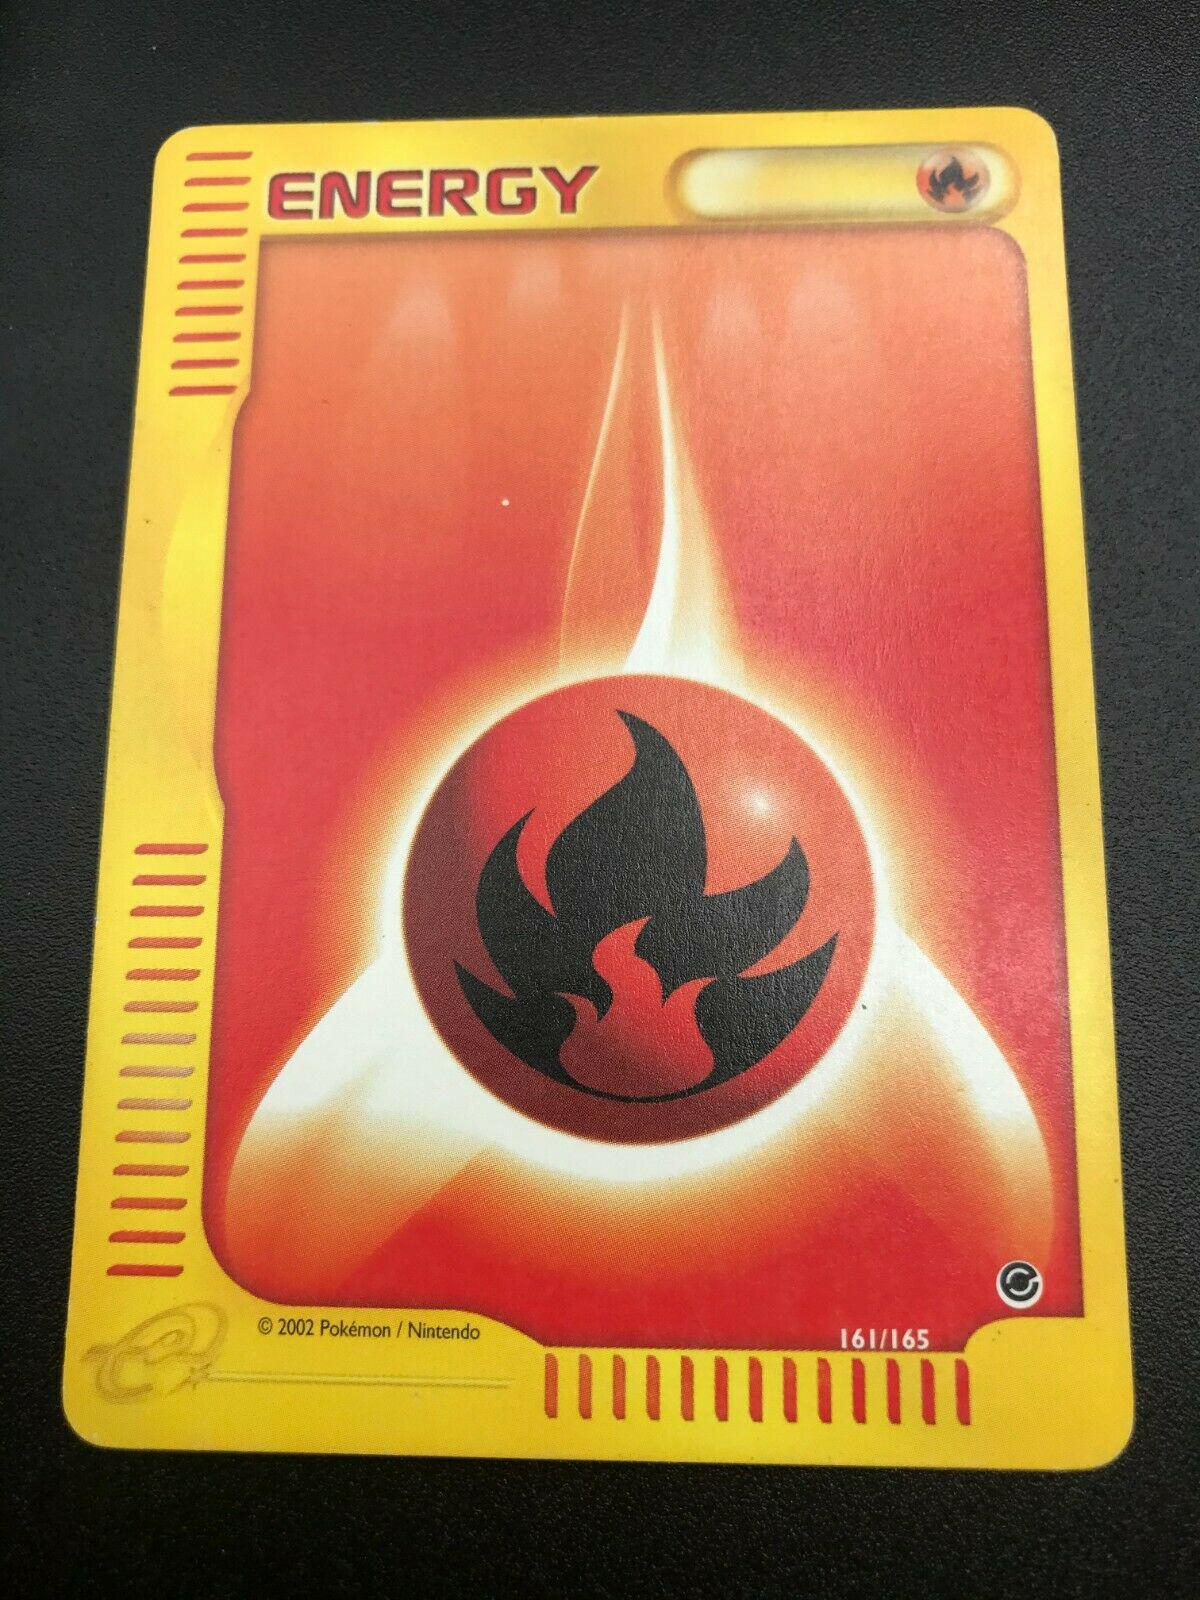 ENERGY
© 2002 Pokémon / Nintendo
161/165